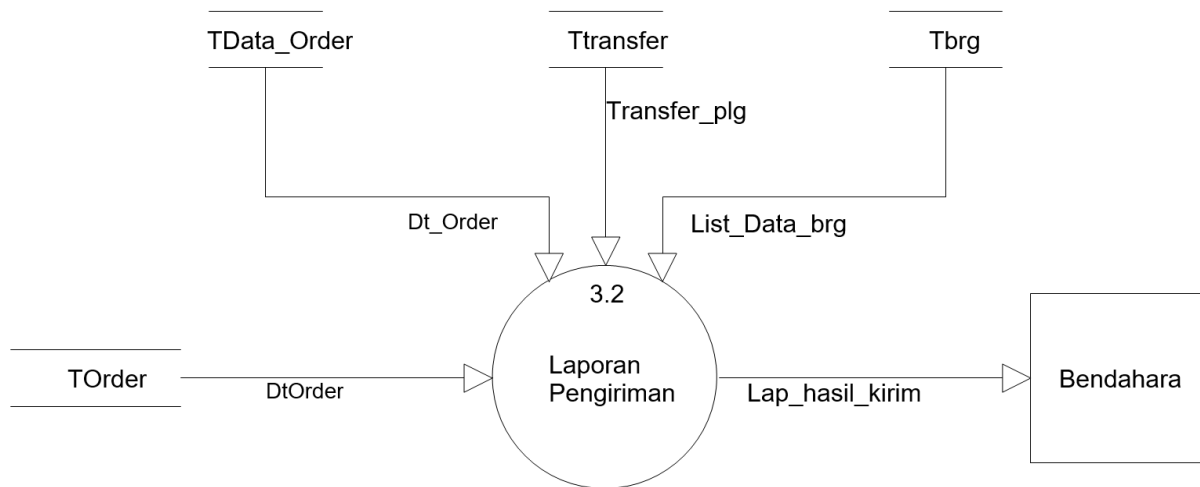 TData_Order
Ttransfer
Tbrg
Transfer_plg
Dt_Order
List_Data_brg
3.2
Laporan
Pengiriman
TOrder
DtOrder
Lap_hasil_kirim
Bendahara